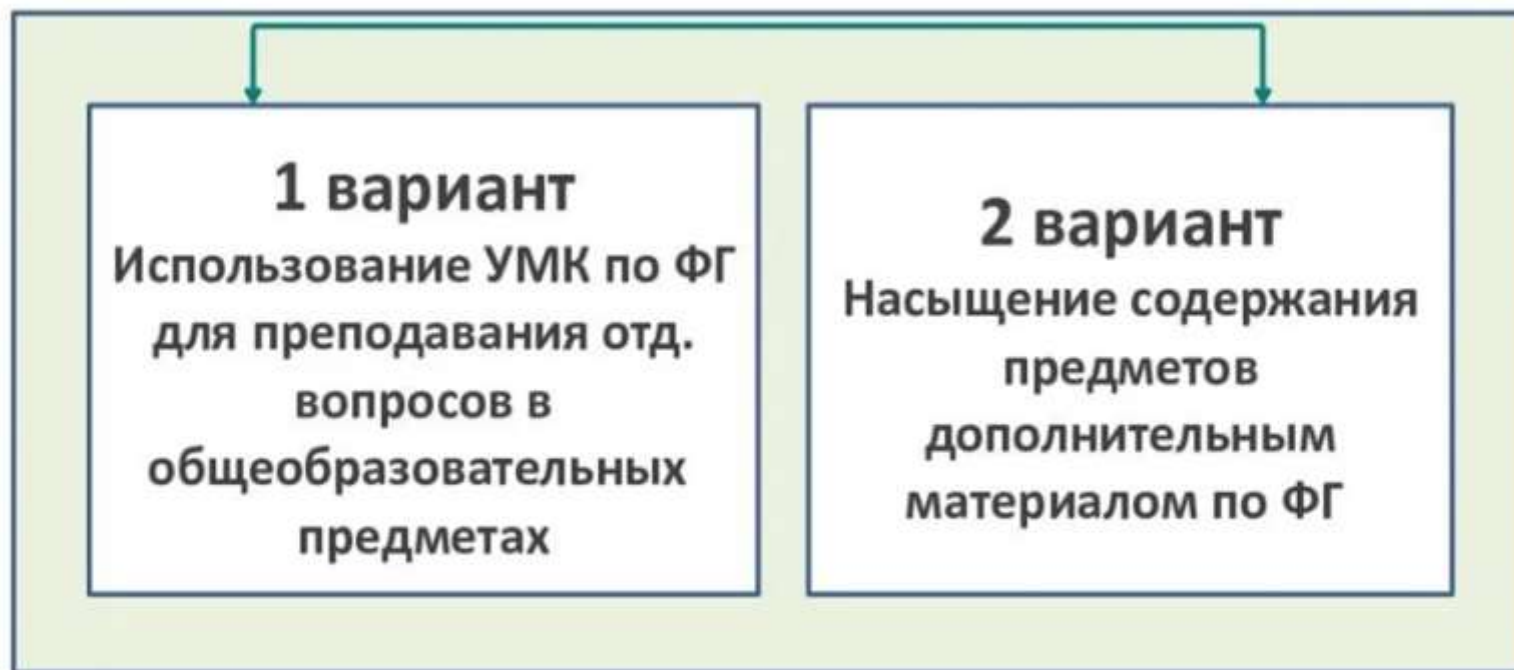 1 вариант
Использование УМК по ФГ
для преподавания отд.
вопросов в
общеобразовательных
предметах
2 вариант
Насыщение содержания
предметов
дополнительным
материалом по ФГ